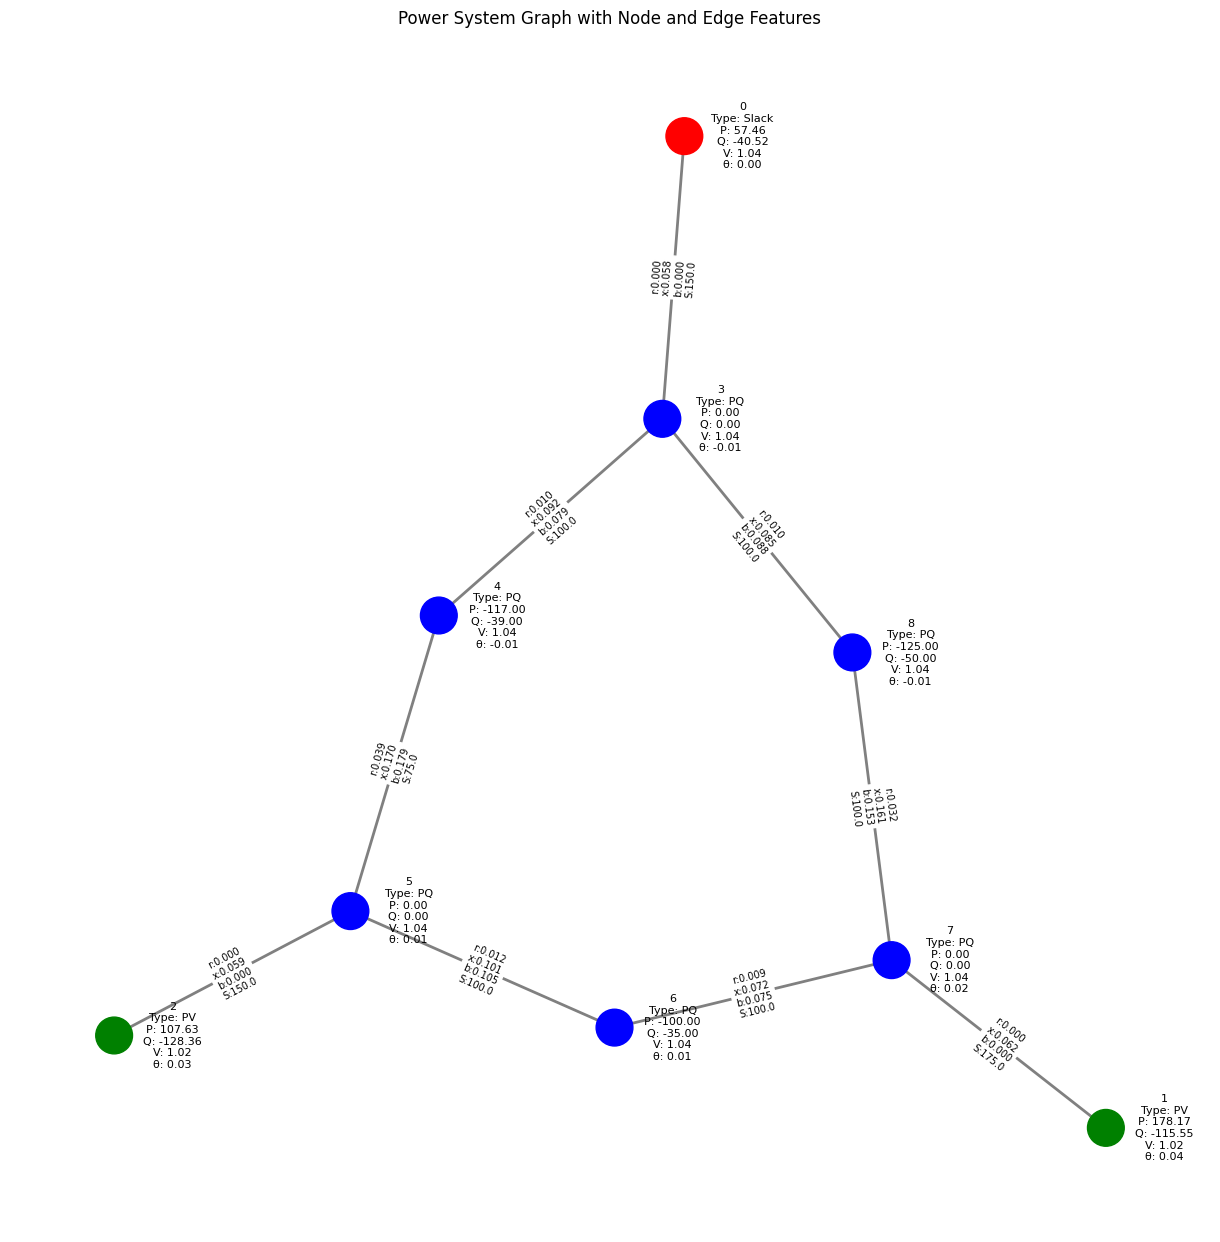 Power System Graph with Node and Edge Features
0
Type: Slack
P: 57.46
Q: -40.52
V: 1.04
θ: 0.00
r:0.000
x:0.058
b:0.000
S:150.0
3
Type: PQ
P: 0.00
Q: 0.00
V: 1.04
θ: -0.01
r:0.010
x:0.092
b:0.079
S:100.0
r:0.010
x:0.085
b:0.088
S:100.0
4
Type: PQ
P: -117.00
Q: -39.00
V: 1.04
θ: -0.01
8
Type: PQ
P: -125.00
Q: -50.00
V: 1.04
θ: -0.01
r:0.039
x:0.170
b:0.179
S:75.0
r:0.032
x:0.161
b:0.153
S:100.0
5
Type: PQ
P: 0.00
Q: 0.00
V: 1.04
θ: 0.01
7
Type: PQ
P: 0.00
Q: 0.00
V: 1.04
θ: 0.02
r:0.000
x:0.059
b:0.000
S:150.0
r:0.012
x:0.101
b:0.105
S:100.0
r:0.009
x:0.072
b:0.075
S:100.0
2
Type: PV
P: 107.63
Q: -128.36
V: 1.02
θ: 0.03
6
Type: PQ
P: -100.00
Q: -35.00
V: 1.04
θ: 0.01
r:0.000
x:0.062
b:0.000
S:175.0
1
Type: PV
P: 178.17
Q: -115.55
V: 1.02
θ: 0.04